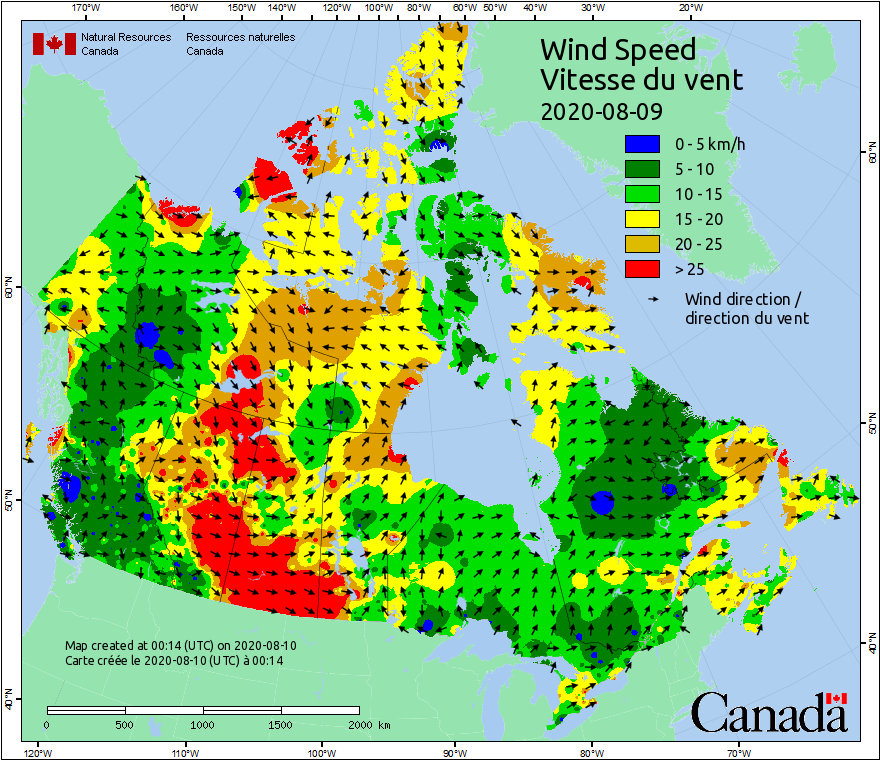 170°W 160°W 150°W 140°W 120°W 100°W 80°W 60°W 50°W 40°W 30°W 20°W
Natural Resources Ressources naturelles
Canada Canada
Wind Speed
Vitesse du vent
2020-08-09
0 - 5 km/h
5 - 10
10 - 15
15 - 20
20 - 25
> 25
Wind direction /
direction du vent
60°N
60°N
50°N
50°N
40°N
40°N
Map created at 00:14 (UTC) on 2020-08-10
Carte créée le 2020-08-10 (UTC) à 00:14
0 500 1000 1500 2000 km
Canada
120°W 110°W 100°W 90°W 80°W 70°W